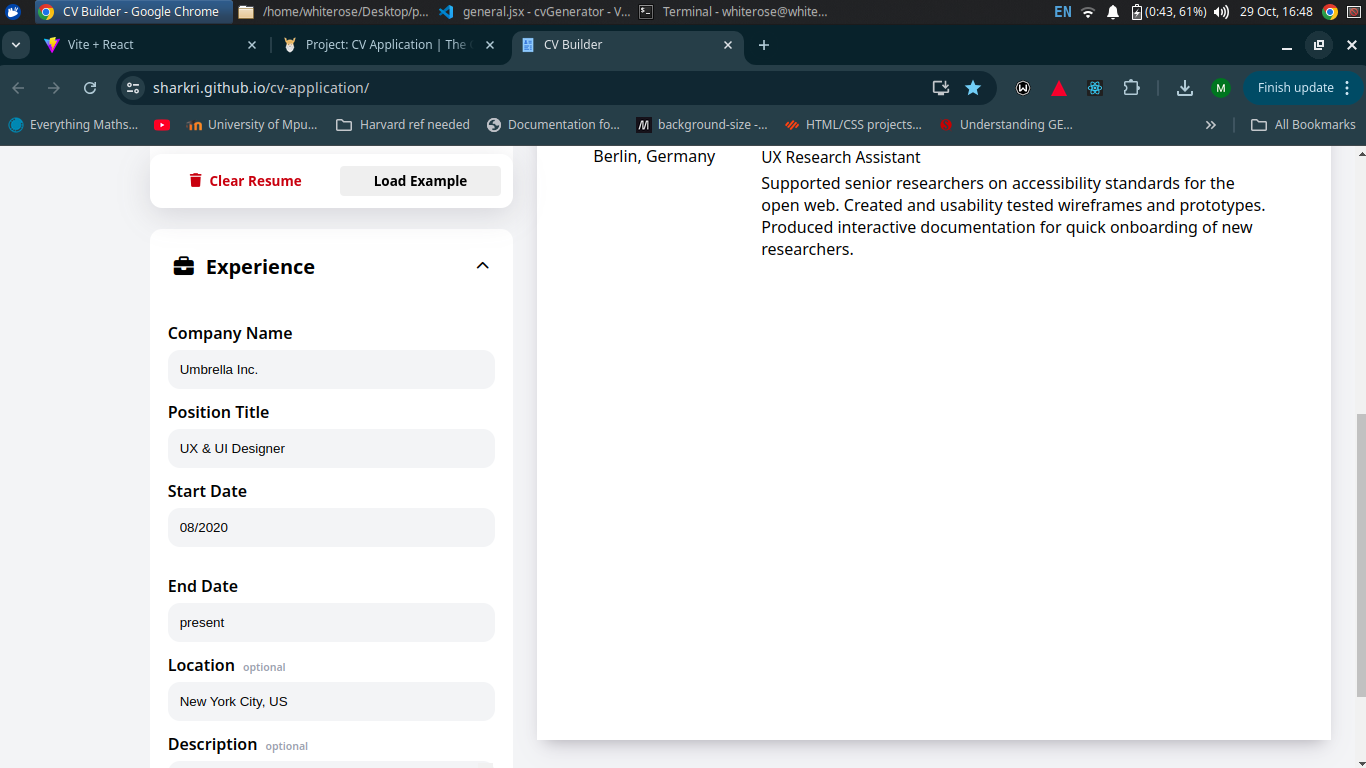 CV Builder - Google Chrome
/home/whiterose/Desktop/p...
general.jsx - cvGenerator - V...
Terminal - whiterose@white...
EN
(0:43, 61%)
29 Oct, 16:48
Vite + React
Project: CV Application | The
CV Builder
sharkri.github.io/cv-application/
M
Finish update
Everything Maths...
University of Mpu...
Harvard ref needed
Documentation fo...
background-size -...
HTML/CSS projects...
Understanding GE...
All Bookmarks
Clear Resume
Load Example
Experience
Company Name
Umbrella Inc.
Position Title
UX & UI Designer
Start Date
08/2020
End Date
present
Location optional
New York City, US
Description optional
Berlin, Germany
UX Research Assistant
Supported senior researchers on accessibility standards for the
open web. Created and usability tested wireframes and prototypes.
Produced interactive documentation for quick onboarding of new
researchers.